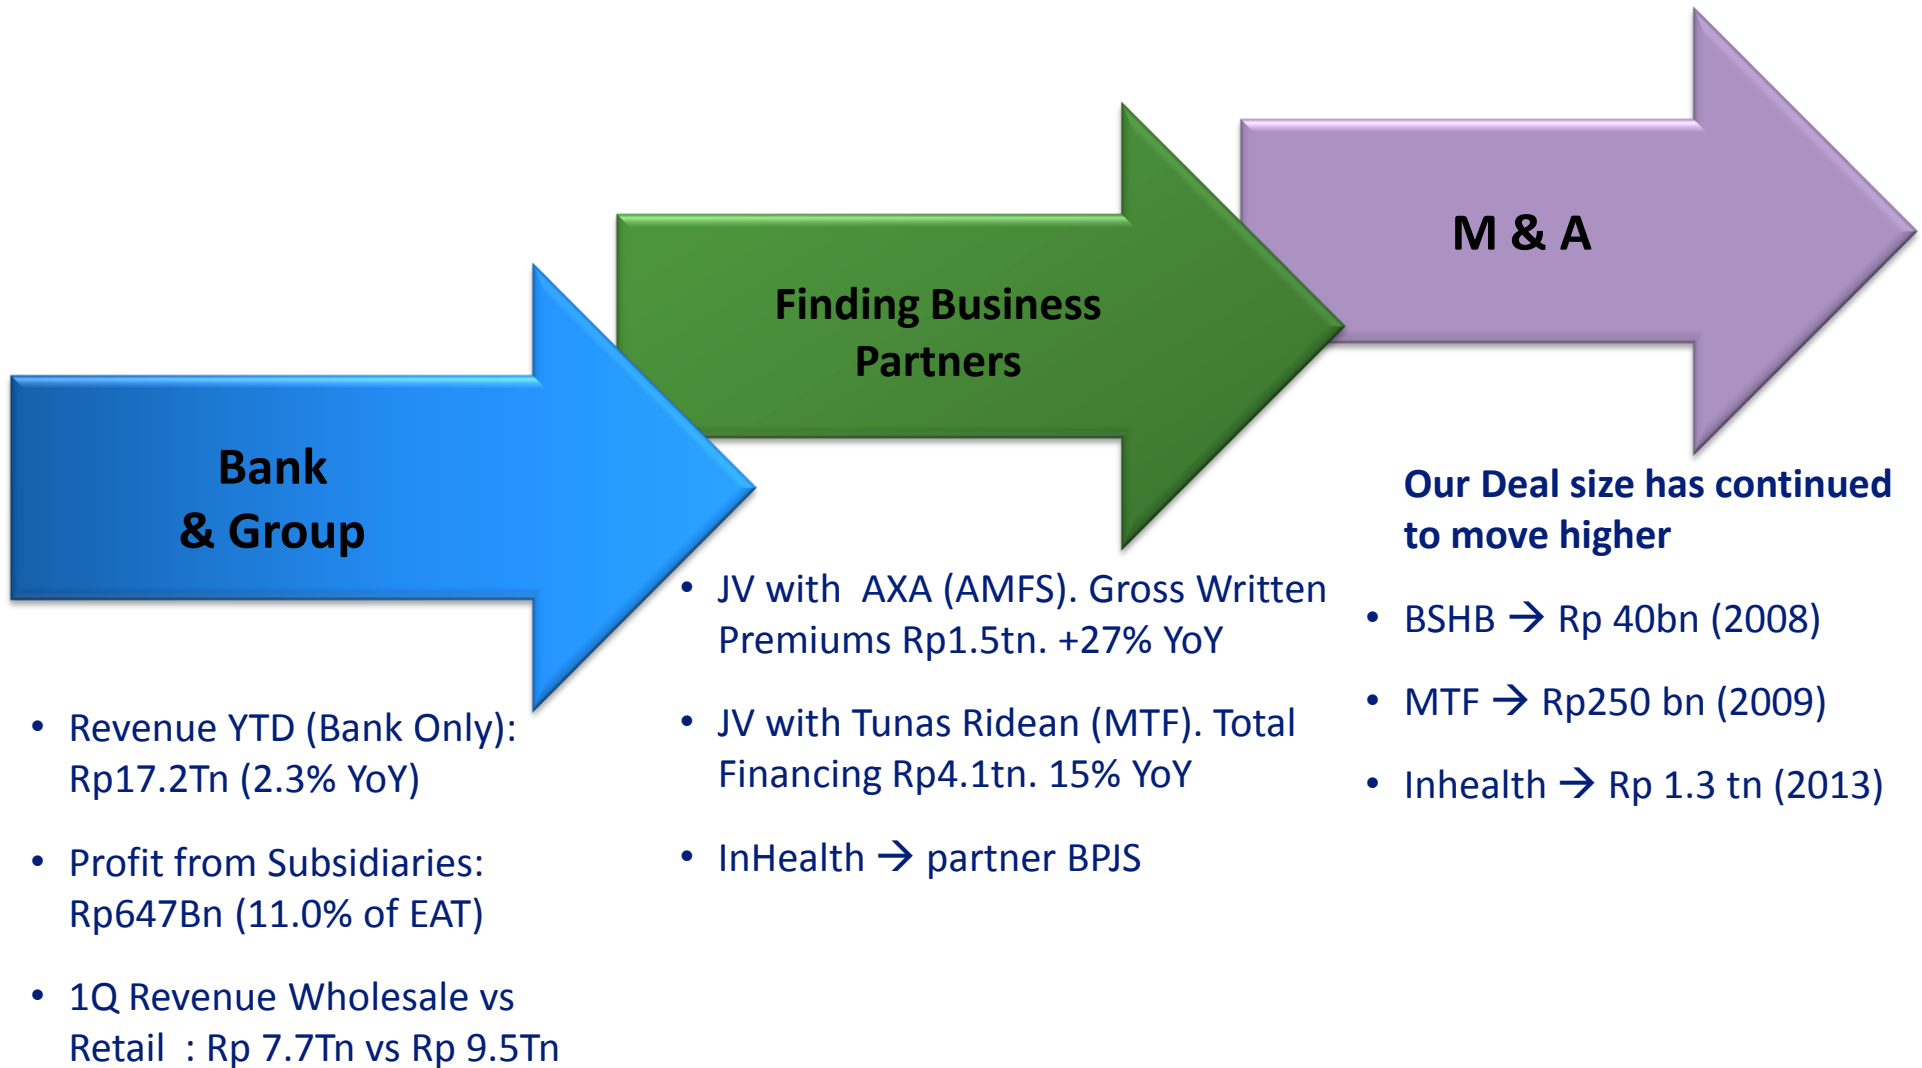 Bank
& Group
• Revenue YTD (Bank Only):
Rp17.2Tn (2.3% YoY)
• Profit from Subsidiaries:
Rp647Bn (11.0% of EAT)
• 1Q Revenue Wholesale vs
Retail : Rp 7.7Tn vs Rp 9.5Tn
Finding Business
Partners
• JV with AXA (AMFS). Gross Written
Premiums Rp1.5tn. +27% YoY
• JV with Tunas Ridean (MTF). Total
Financing Rp4.1tn. 15% YoY
• InHealth → partner BPJS
M & A
Our Deal size has continued
to move higher
• BSHB → Rp 40bn (2008)
• MTF → Rp250 bn (2009)
• Inhealth → Rp 1.3 tn (2013)